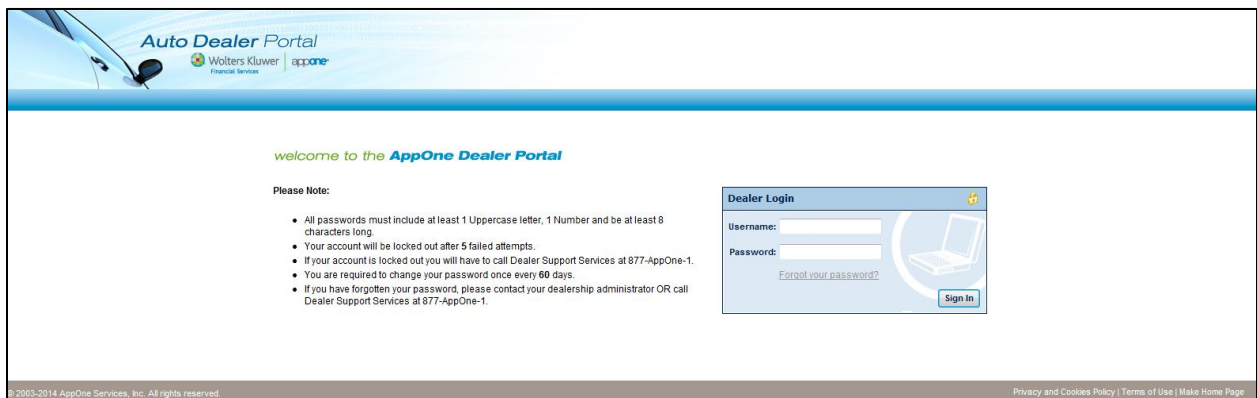 Auto Dealer Portal
Wolters Kluwer | appone
Financial Services
welcome to the AppOne Dealer Portal
Please Note:
• All passwords must include at least 1 Uppercase letter, 1 Number and be at least 8
characters long.
• Your account will be locked out after 5 failed attempts.
• If your account is locked out you will have to call Dealer Support Services at 877-AppOne-1.
• You are required to change your password once every 60 days.
• If you have forgotten your password, please contact your dealership administrator OR call
Dealer Support Services at 877-AppOne-1.
Dealer Login
Username:
Password:
Forgot your password?
Sign In
© 2003-2014 AppOne Services, Inc. All rights reserved.
Privacy and Cookies Policy | Terms of Use | Make Home Page